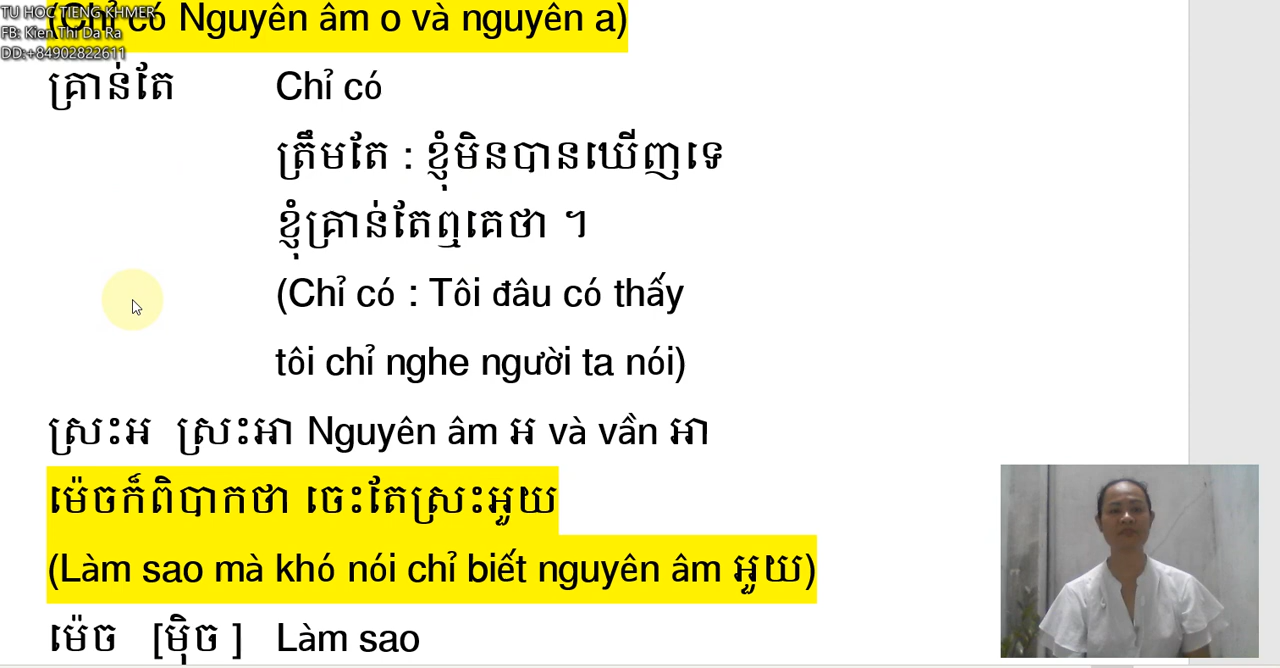 (Chỉ có Nguyên âm o và nguyên a)
TU HOC TIENG KHMER
FB: Kien Thi Da Ra
DD:+84902822611
គ្រាន់តែ Chỉ có
ត្រឹមតែ : ខ្ញុំមិនបានឃើញទេ
ខ្ញុំគ្រាន់តែឮគេថា ។
(Chỉ có : Tôi đâu có thấy
tôi chỉ nghe người ta nói)
ស្រះអ ស្រះអា Nguyên âm អ và vần អា
ម៉េចក៏ពិបាកថា ចេះតែស្រះអួយ
(Làm sao mà khó nói chỉ biết nguyên âm អួយ)
ម៉េច [ម៉ិច ] Làm sao